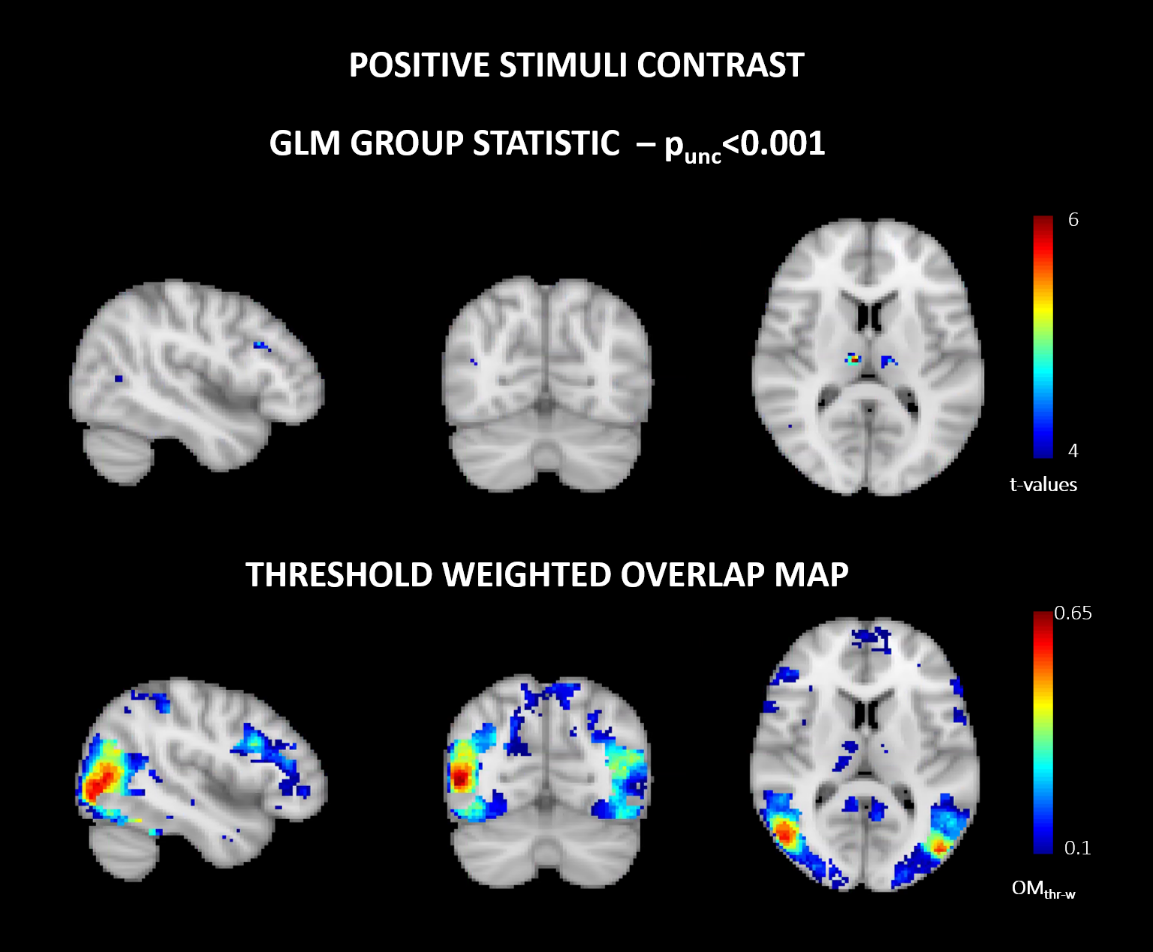 POSITIVE STIMULI CONTRAST
GLM GROUP STATISTIC – punc<0.001
6
4
t-values
THRESHOLD WEIGHTED OVERLAP MAP
0.65
0.1
OMthr-w